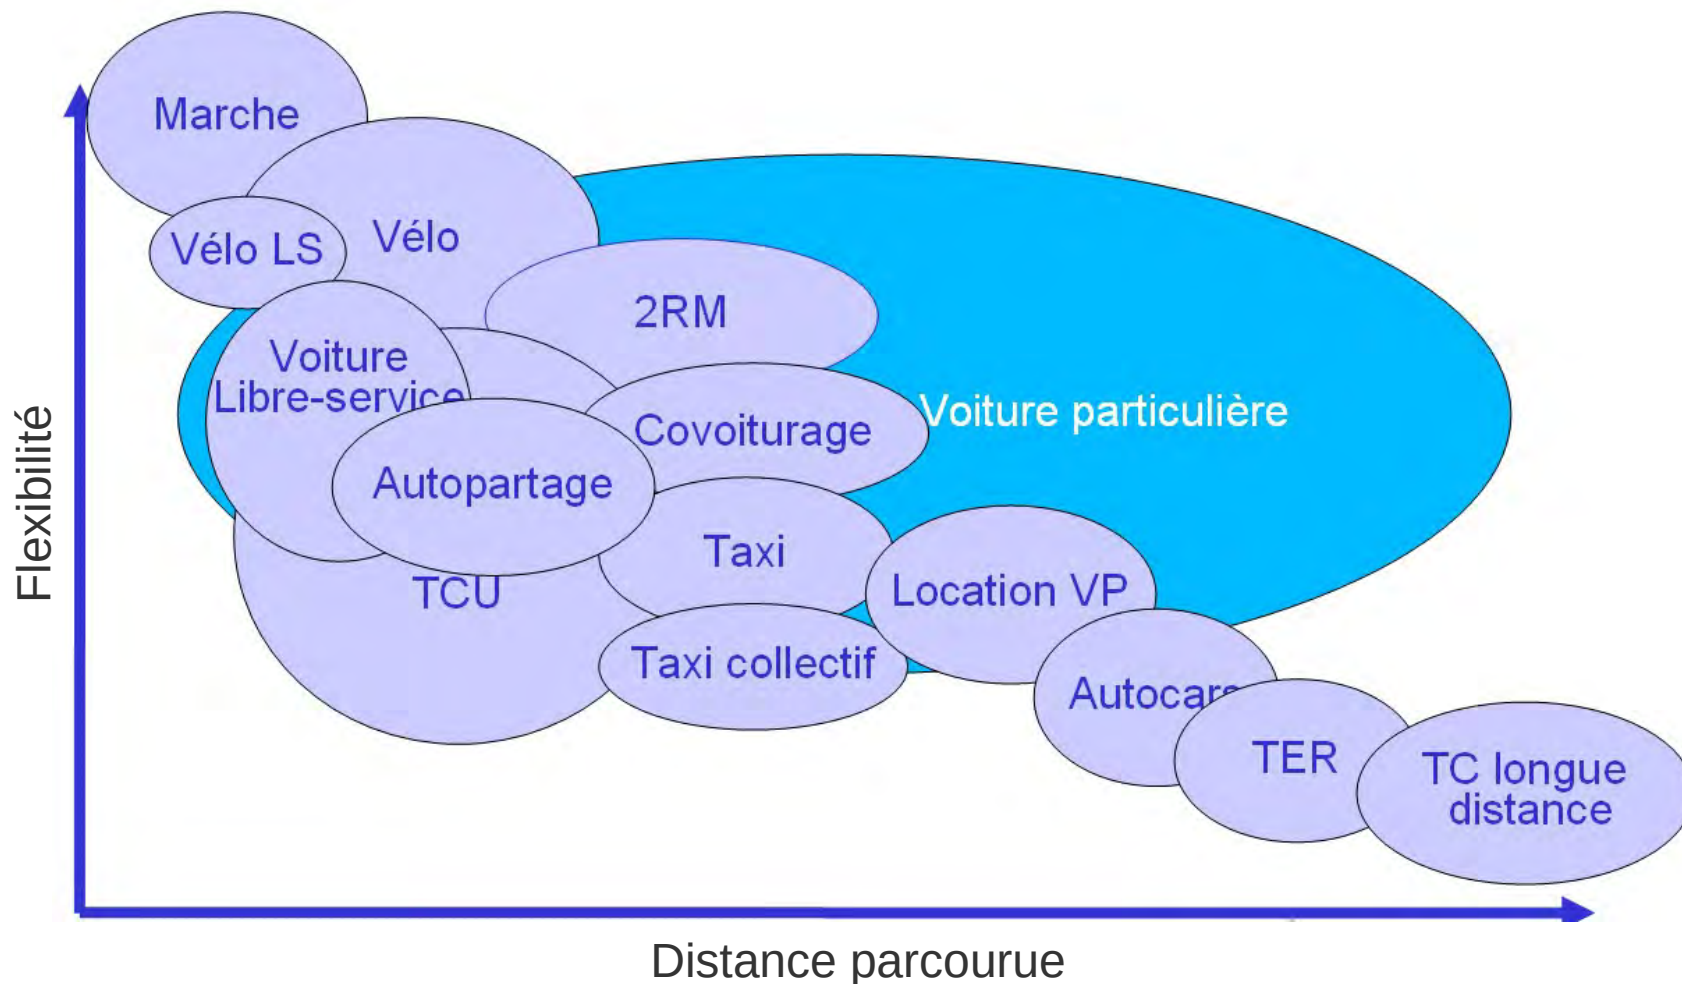 Marche
Vélo
Vélo LS
2RM
Voiture
Libre-service
Voiture particulière
Covoiturage
Autopartage
Taxi
TCU
Location VP
Taxi collectif
Autocars
TER
TC longue
distance
Flexibilité
Distance parcourue